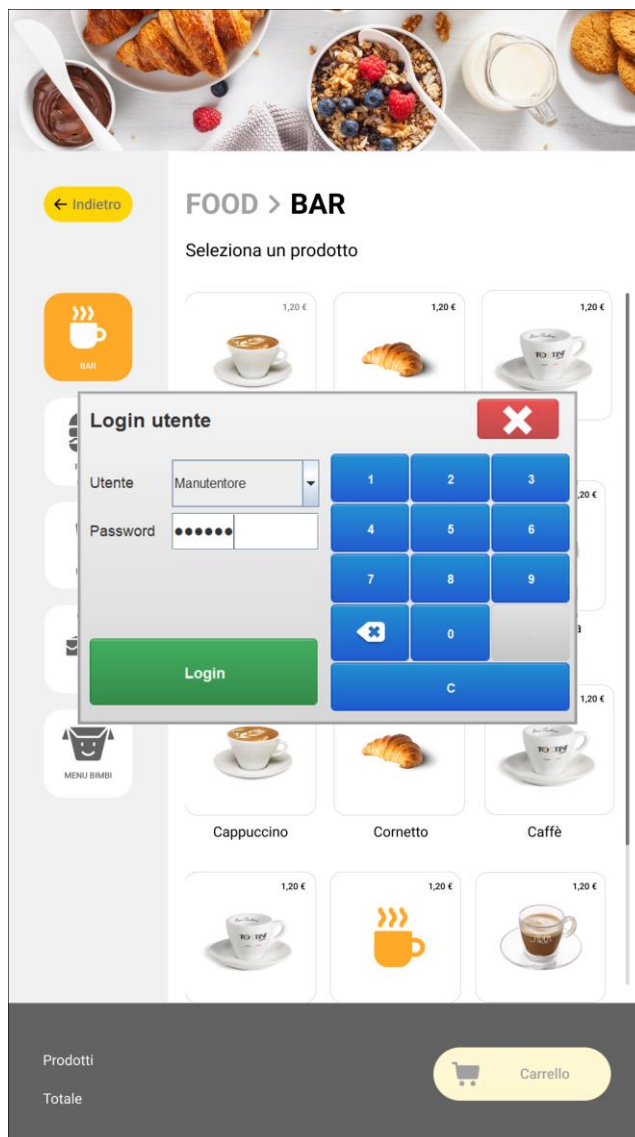 ← Indietro
FOOD > BAR
Seleziona un prodotto
1,20 €
1,20 €
1,20 €
BAR
Login utente
Utente
Manutentore
1
2
3
Password
●●●●●●
4
5
6
7
8
9
0
Login
C
,20 €
a
1,20 €
MENU BIMBI
Cappuccino
Cornetto
Caffè
1,20 €
1,20 €
1,20 €
Prodotti
Totale
Carrello